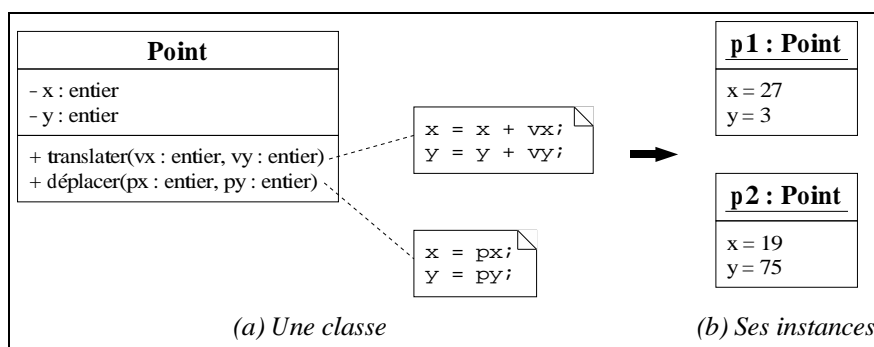 Point
- x : entier
- y : entier
+ translater(vx : entier, vy : entier)
+ déplacer(px : entier, py : entier)
x = x + vx;
y = y + vy;
x = px;
y = py;
(a) Une classe
p1 : Point
x = 27
y = 3
p2 : Point
x = 19
y = 75
(b) Ses instances